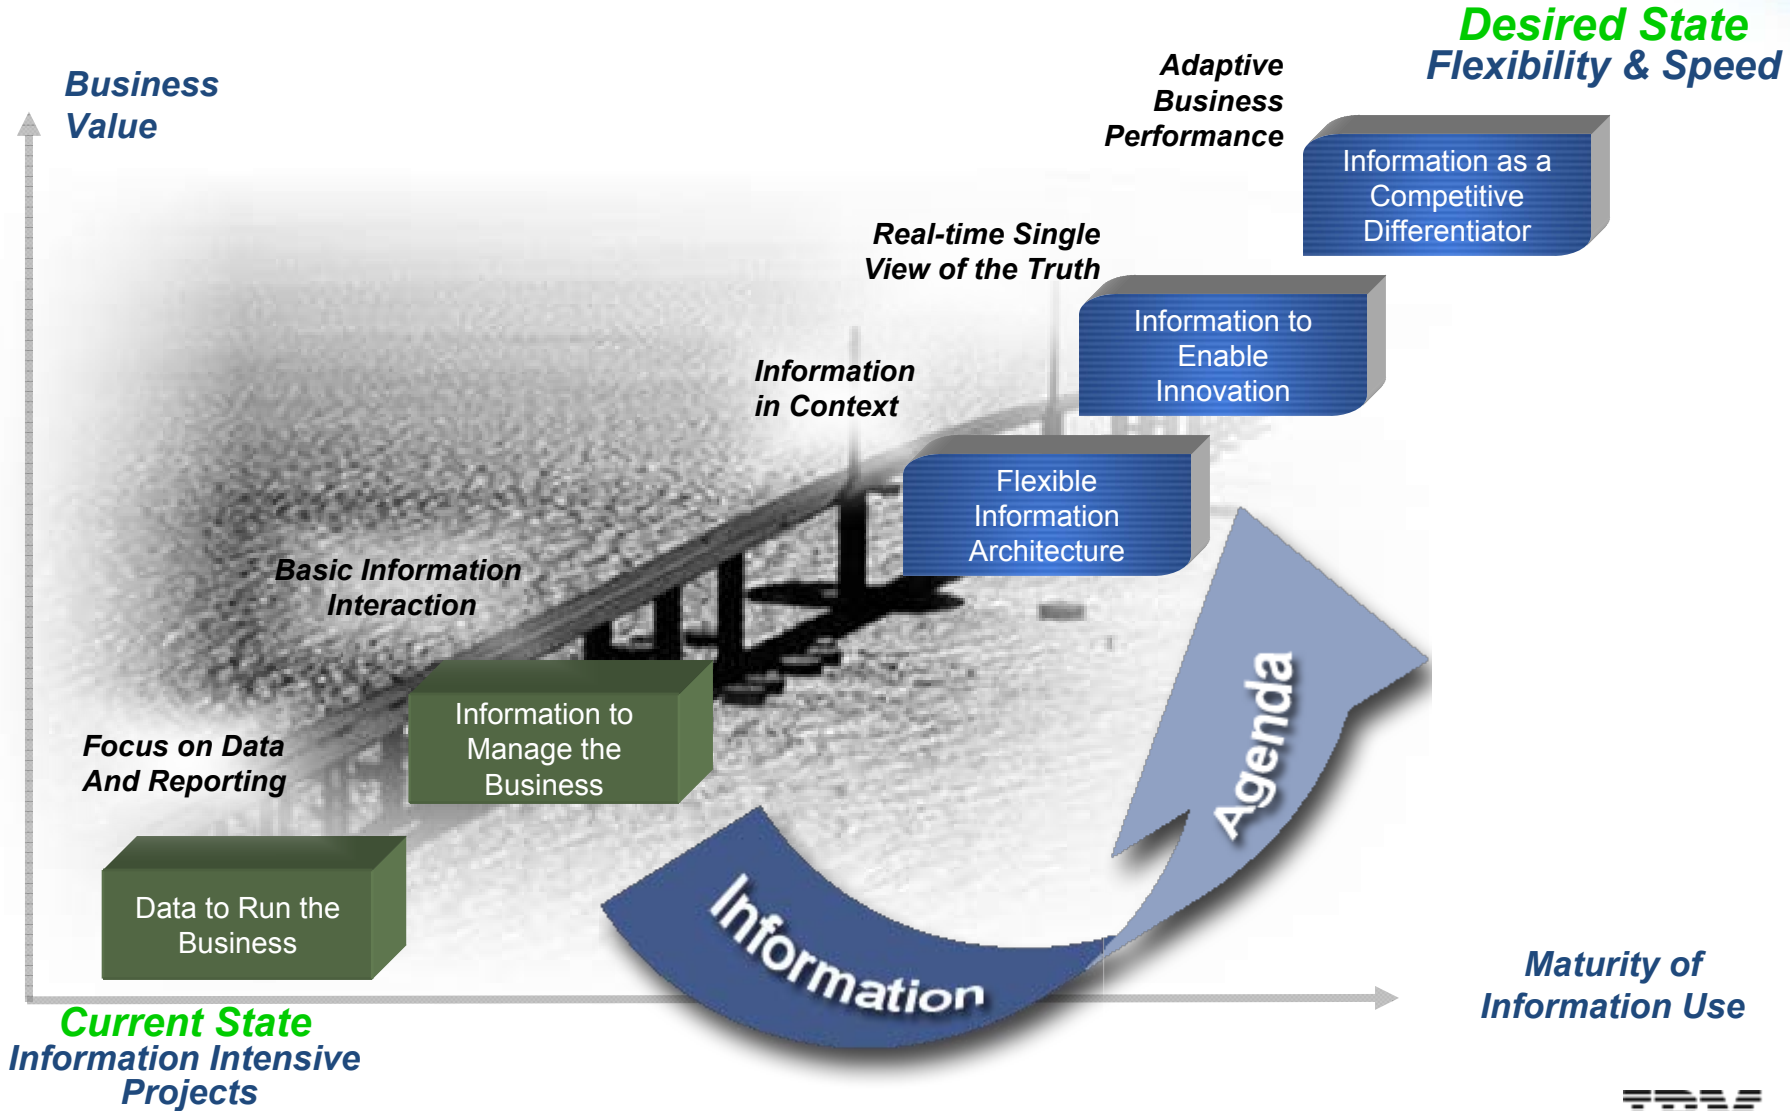 Desired State
Flexibility & Speed
Business
Value
Adaptive
Business
Performance
Information as a
Competitive
Differentiator
Real-time Single
View of the Truth
Information to
Enable
Innovation
Information
in Context
Flexible
Information
Architecture
Basic Information
Interaction
Information to
Manage the
Business
Focus on Data
And Reporting
Data to Run the
Business
Information
Agenda
Maturity of
Information Use
Current State
Information Intensive
Projects